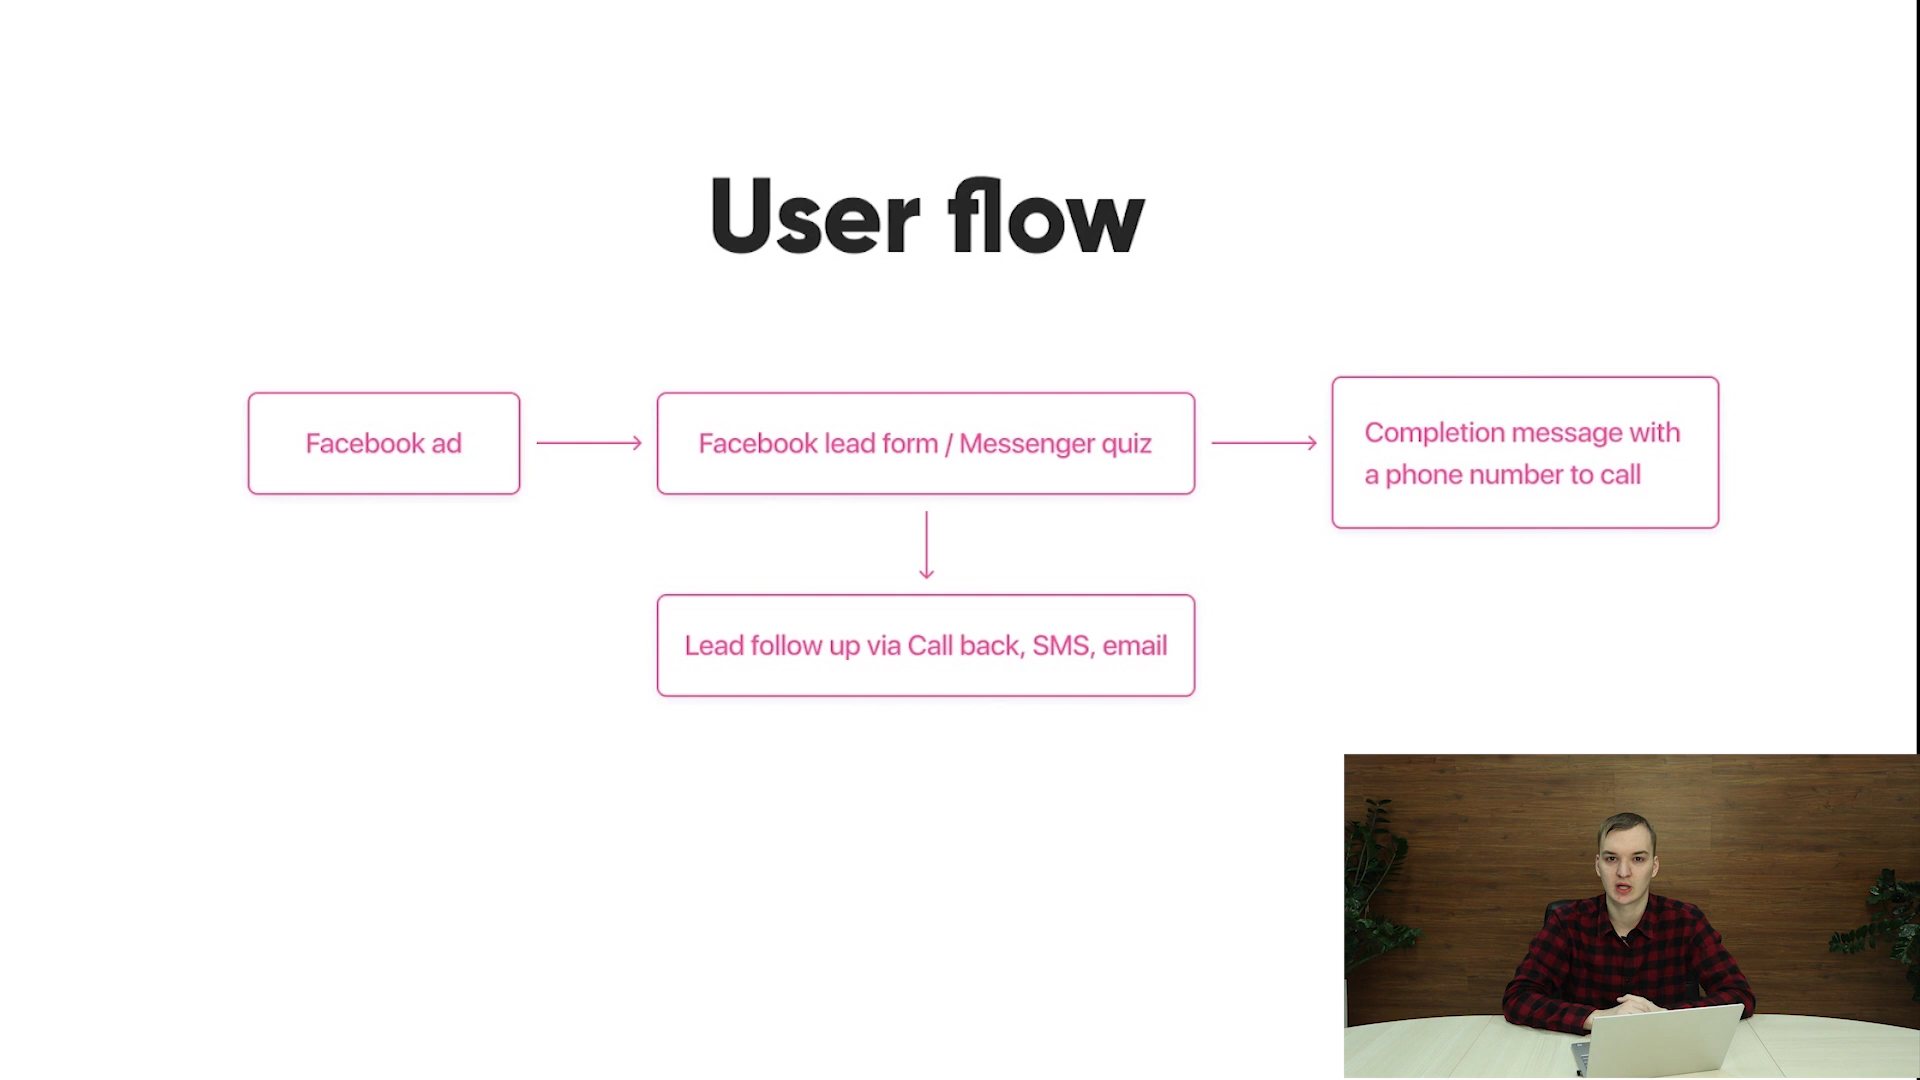 User flow
Facebook ad
Facebook lead form / Messenger quiz
Completion message with
a phone number to call
Lead follow up via Call back, SMS, email